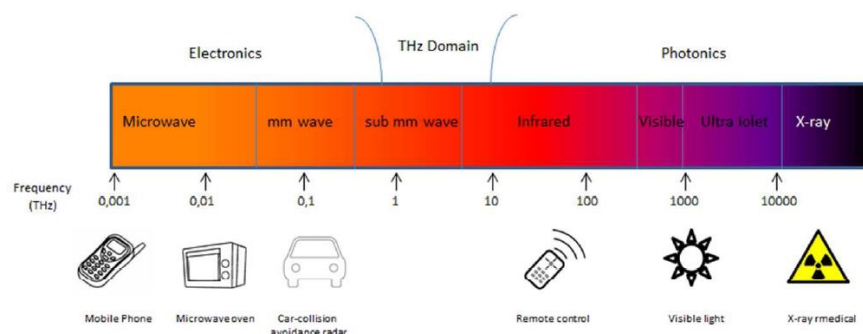 Electronics
THz Domain
Photonics
Microwave
mm wave
sub mm wave
Infrared
Visible
Ultra iolet
X-ray
Frequency
(THz)
0,001
0,01
0,1
1
10
100
1000
10000
Mobile Phone
Microwave oven
Car-collision
avoidance radar
Remote control
Visible light
X-ray rmedical